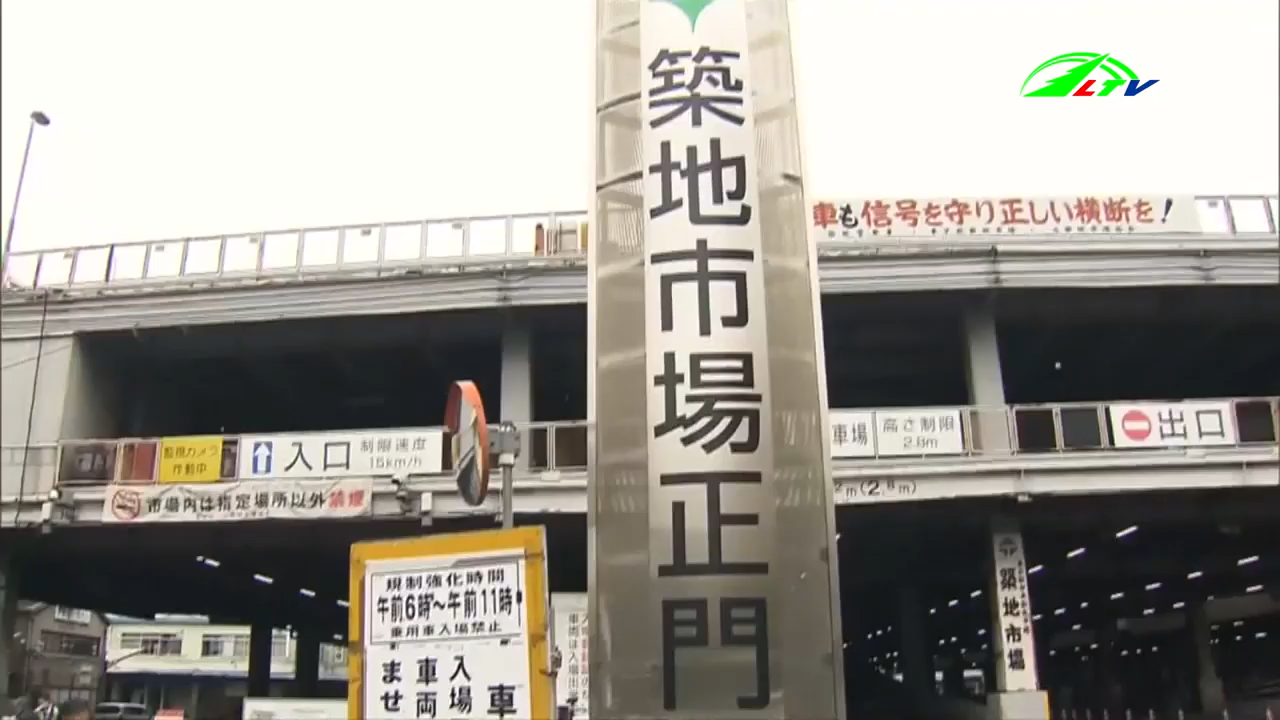 LTV
築地市場正門
車も信号を守り正しい横断を!
監視カメラ
作動中
入口
制限速度
15km/h
市場内は指定場所以外禁煙
車場
高さ制限
2.8m
出口
2m(2.8m)
規制強化時間
午前6時~午前11時
乗用車入場禁止
車
入場
車両
ませ
築地市場